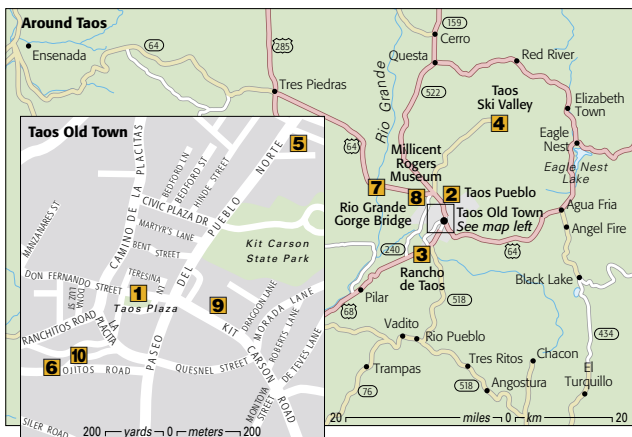 Around Taos
Ensenada
64
285
Tres Piedras
159
Cerro
Questa
Red River
522
Rio Grande
Taos
Ski Valley
4
Elizabeth
Town
Eagle
Nest
Eagle Nest
Lake
64
Millicent
Rogers
Museum
7
8
2
Taos Pueblo
Rio Grande
Gorge Bridge
Taos Old Town
See map left
Agua Fria
Angel Fire
64
240
3
Rancho
de Taos
Black Lake
Pilar
68
518
434
Vadito
Rio Pueblo
Trampas
Tres Ritos
Chacon
76
518
Angostura
El
Turquillo
20 miles 0 km 20
Taos Old Town
5
CAMINO DE LA PLACITAS
BEDFORD LN
BEDFORD ST
HINDE STREET
PASEO DEL PUEBLO NORTE
MANZANARES ST
CIVIC PLAZA DR
MARTYR'S LANE
BENT STREET
Kit Carson
State Park
TERESINA LN
DON FERNANDO STREET
1
Taos Plaza
9
DOÑA LUZ ST
LA PLACITA
DRAGOON LANE
MORADA LANE
RANCHITOS ROAD
ROBERTS LANE
DE TEVES LANE
KIT CARSON ROAD
10
6
OJITOS ROAD
QUESNEL STREET
MONTOYA STREET
SILER ROAD
200 yards 0 meters 200